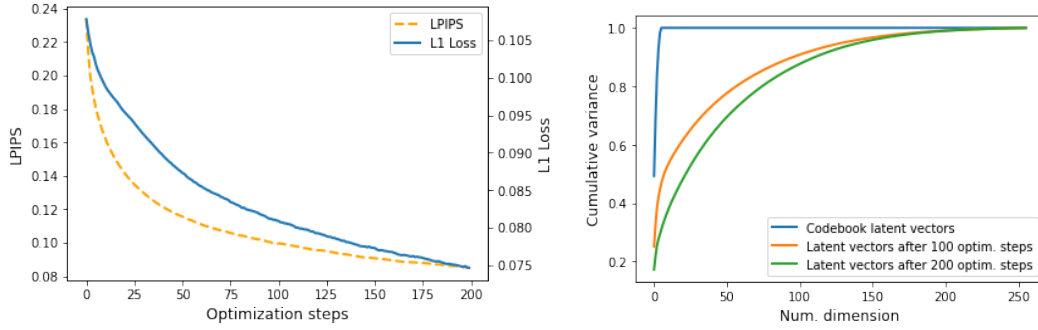 0.24
0.22
0.20
0.18
0.16
0.14
0.12
0.10
0.08
LPIPS
LPIPS
L1 Loss
0.105
0.100
0.095
0.090
0.085
0.080
0.075
L1 Loss
0 25 50 75 100 125 150 175 200
Optimization steps
1.0
0.8
0.6
0.4
0.2
Cumulative variance
Codebook latent vectors
Latent vectors after 100 optim. steps
Latent vectors after 200 optim. steps
0 50 100 150 200 250
Num. dimension